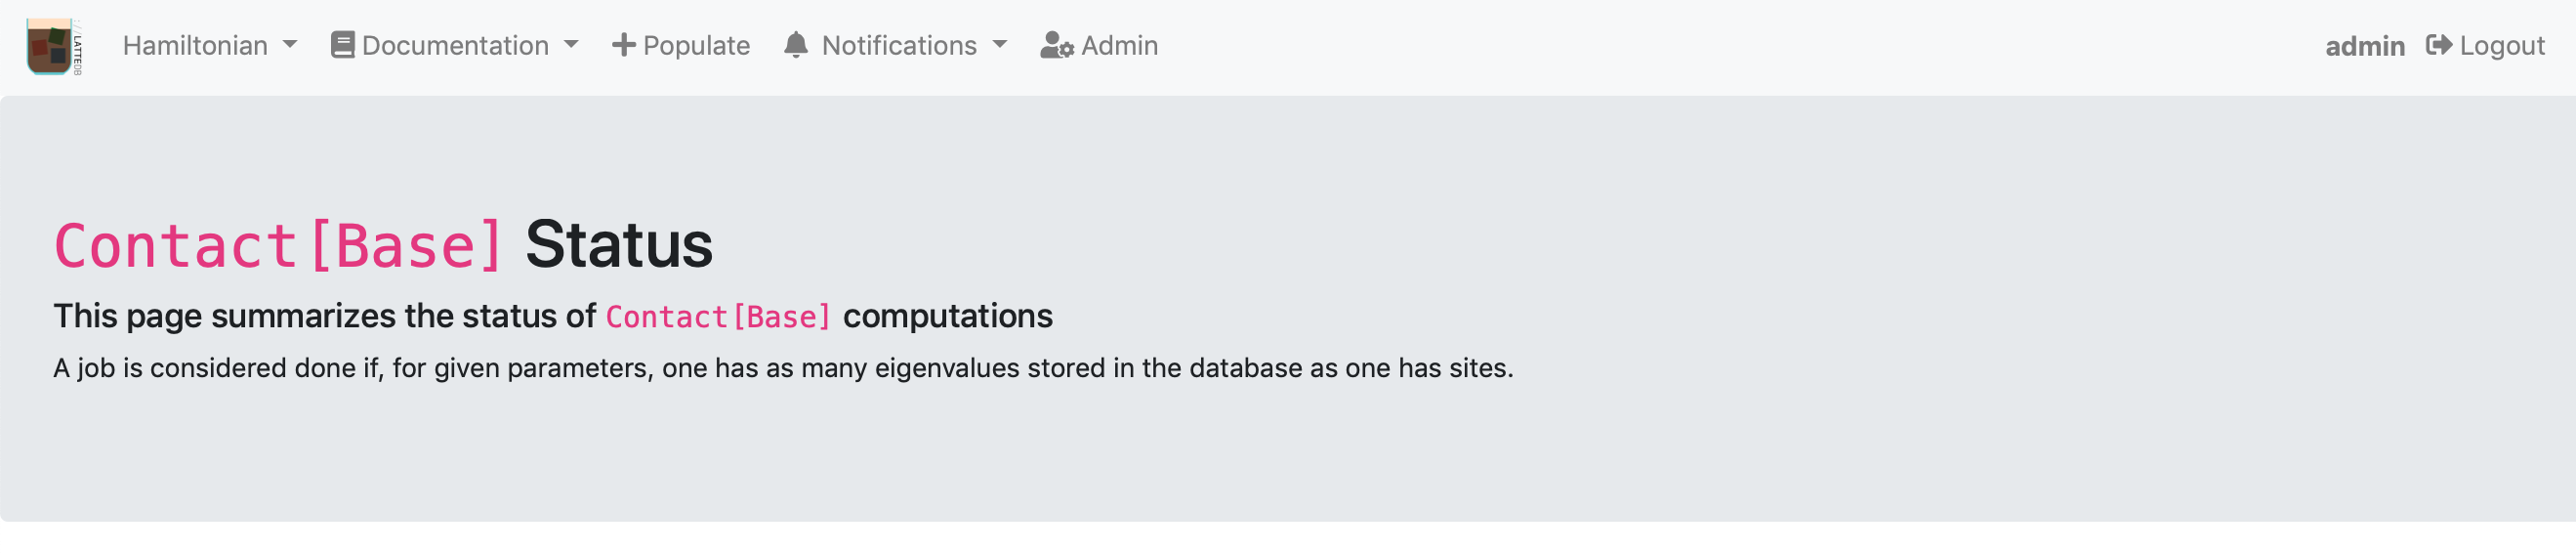 ://LATTEDB
Hamiltonian Documentation Populate Notifications Admin admin Logout
Contact[Base] Status
This page summarizes the status of Contact[Base] computations
A job is considered done if, for given parameters, one has as many eigenvalues stored in the database as one has sites.